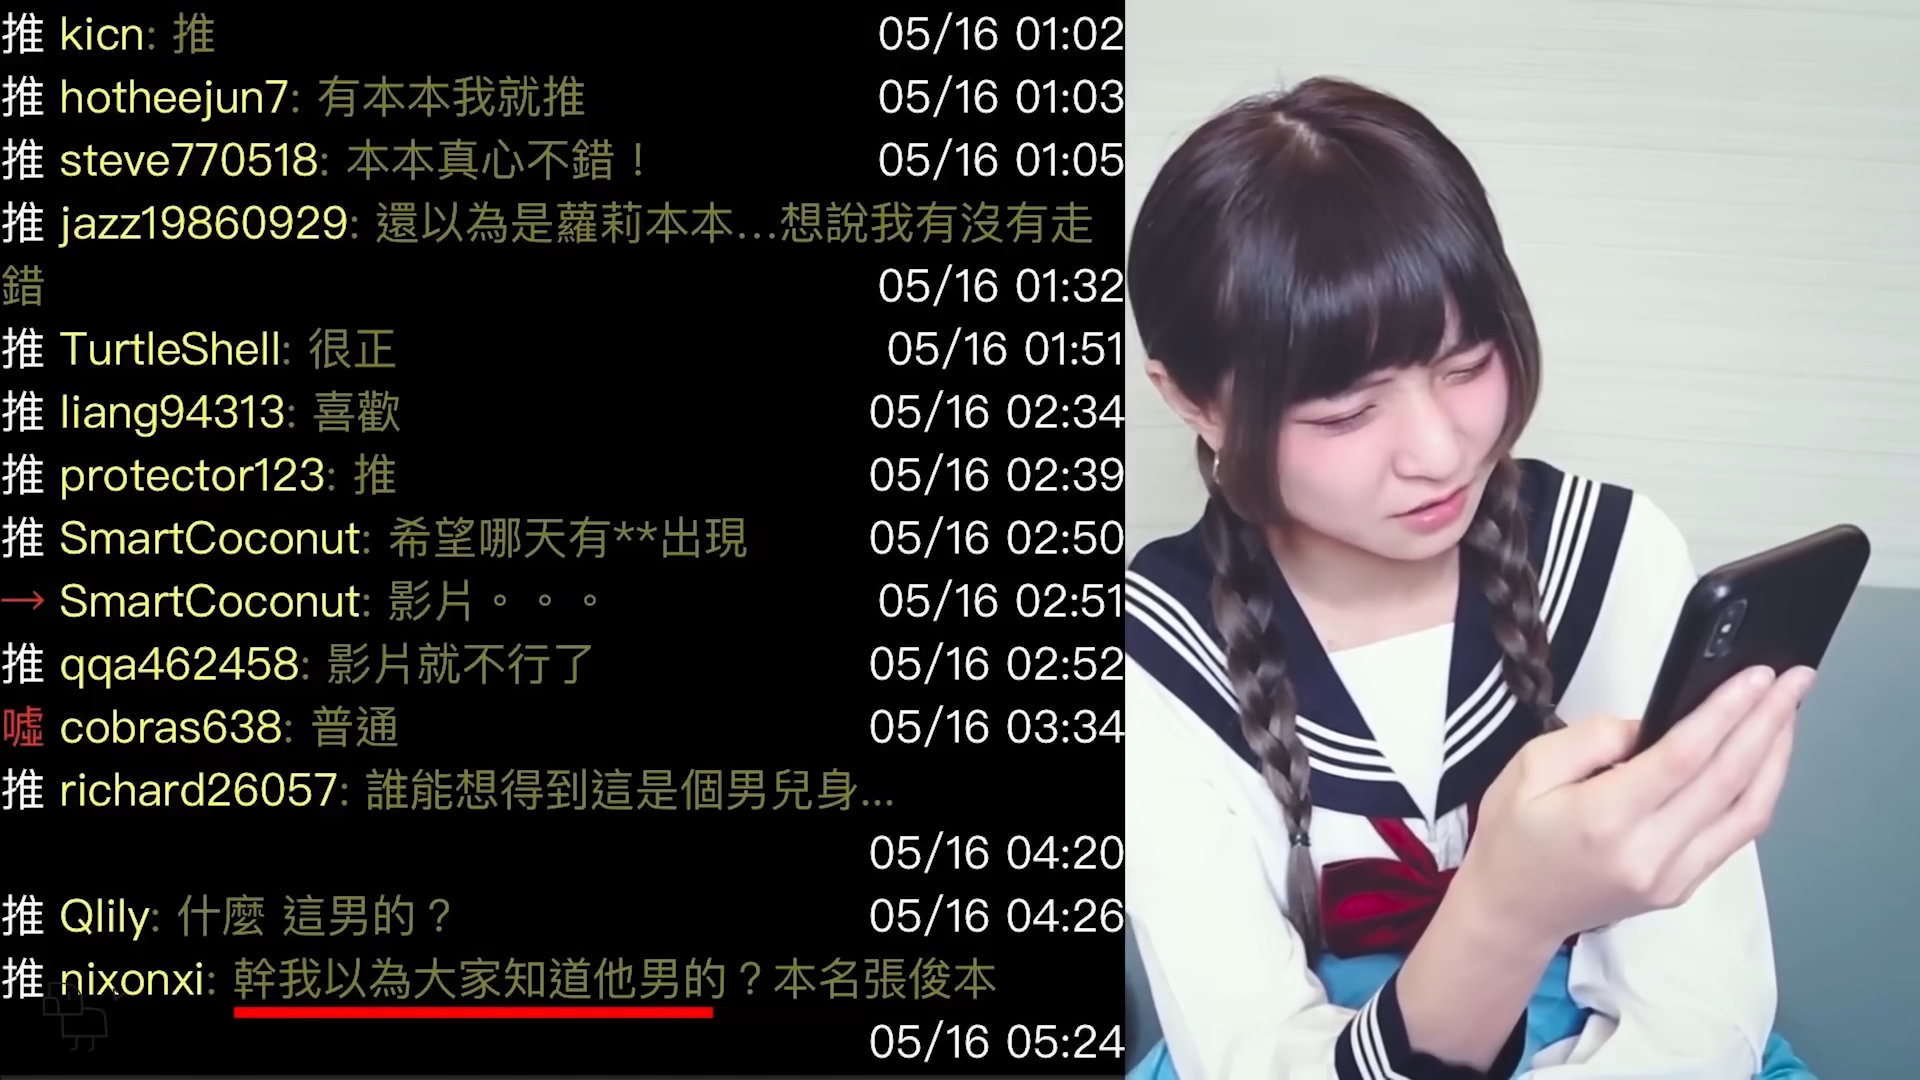 推 kicn: 推 05/16 01:02
推 hotheejun7: 有本本我就推 05/16 01:03
推 steve770518: 本本真心不錯！ 05/16 01:05
推 jazz19860929: 還以為是蘿莉本本...想說我有沒有走
錯 05/16 01:32
推 TurtleShell: 很正 05/16 01:51
推 liang94313: 喜歡 05/16 02:34
推 protector123: 推 05/16 02:39
推 SmartCoconut: 希望哪天有**出現 05/16 02:50
→ SmartCoconut: 影片。。。 05/16 02:51
推 qqa462458: 影片就不行了 05/16 02:52
噓 cobras638: 普通 05/16 03:34
推 richard26057: 誰能想得到這是個男兒身...
05/16 04:20
推 Qlily: 什麼 這男的？ 05/16 04:26
推 nixonxi: 幹我以為大家知道他男的？本名張俊本
05/16 05:24